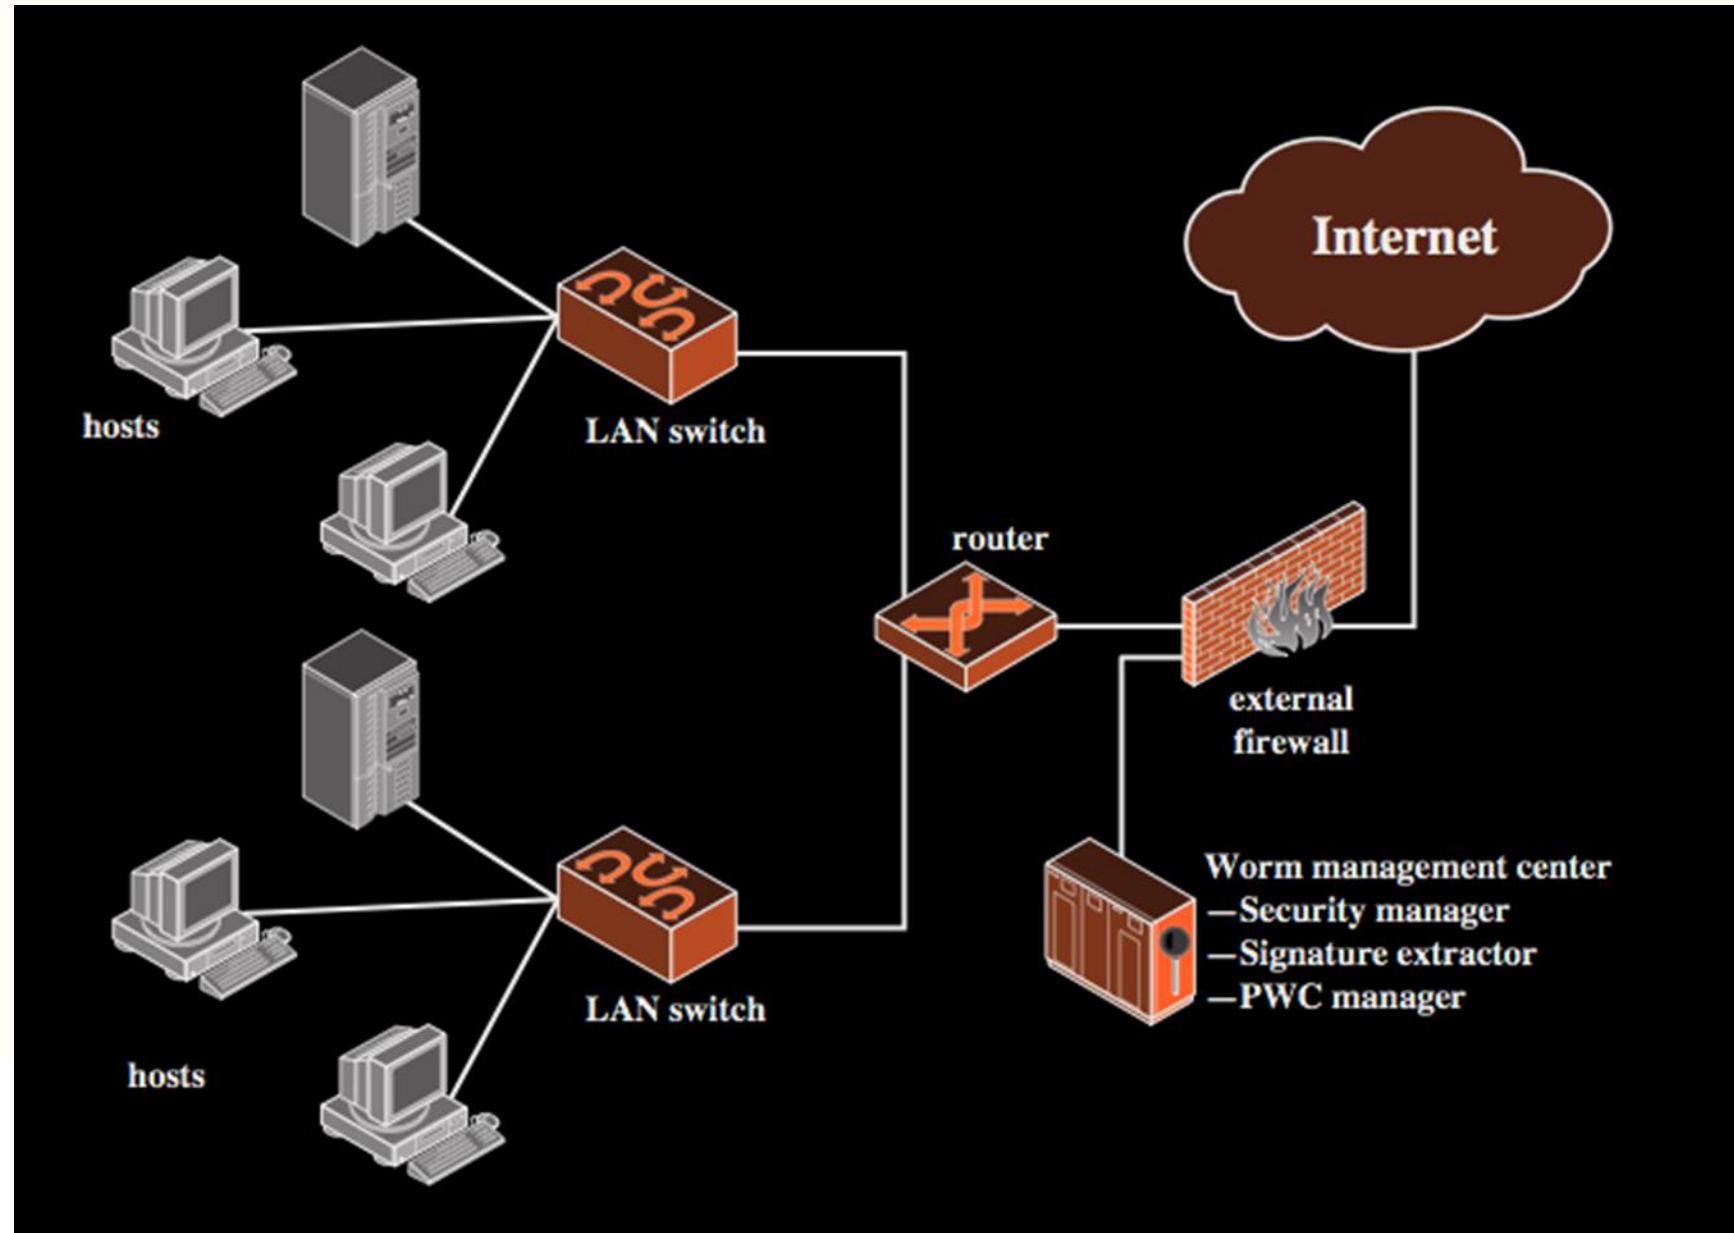 Internet
hosts
LAN switch
router
external
firewall
Worm management center
—Security manager
—Signature extractor
—PWC manager
LAN switch
hosts